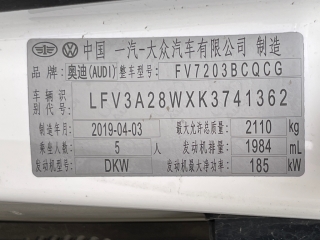 中国 一汽-大众汽车有限公司 制造
品牌: 奥迪(AUDI) 整车型号: FV7203BCQCG
车辆识 LFV3A28WXK3741362
制造年月: 2019-04-03 最大允许总质量: 2110 kg
乘坐人数: 5 人 发动机排量: 1984 mL
发动机型号: DKW 发动机最大净功率: 185 kW